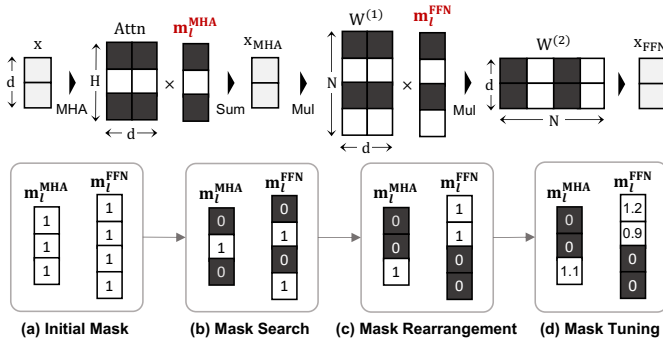 x
Attn
m_l^MHA
x_MHA
W^(1)
m_l^FFN
W^(2)
x_FFN
d
MHA
H
×
d
Sum
Mul
N
×
d
Mul
d
N
m_l^MHA
1
1
1
m_l^FFN
1
1
1
1
m_l^MHA
0
1
0
m_l^FFN
0
1
0
1
m_l^MHA
0
0
1
m_l^FFN
1
1
0
0
m_l^MHA
0
0
1.1
m_l^FFN
1.2
0.9
0
0
(a) Initial Mask
(b) Mask Search
(c) Mask Rearrangement
(d) Mask Tuning